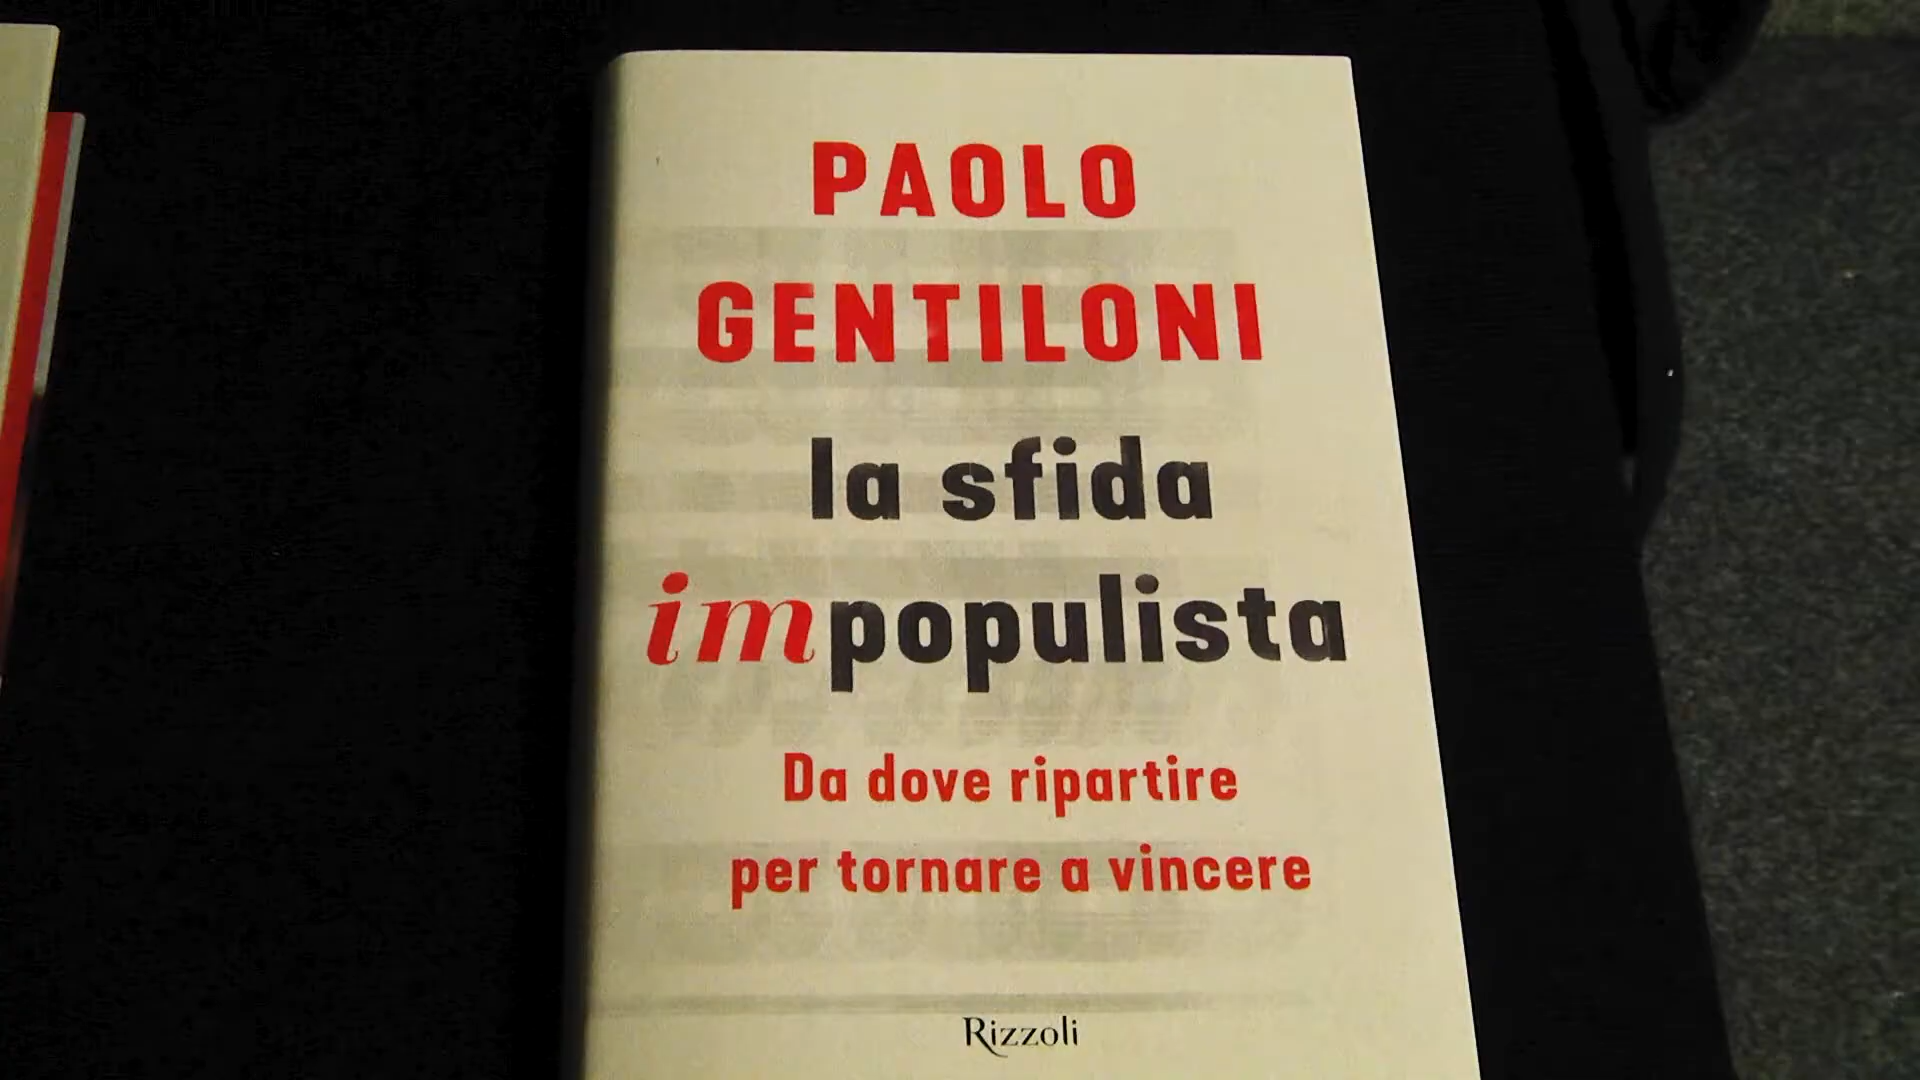 PAOLO
GENTILONI
la sfida
impopulista
Da dove ripartire
per tornare a vincere
Rizzoli